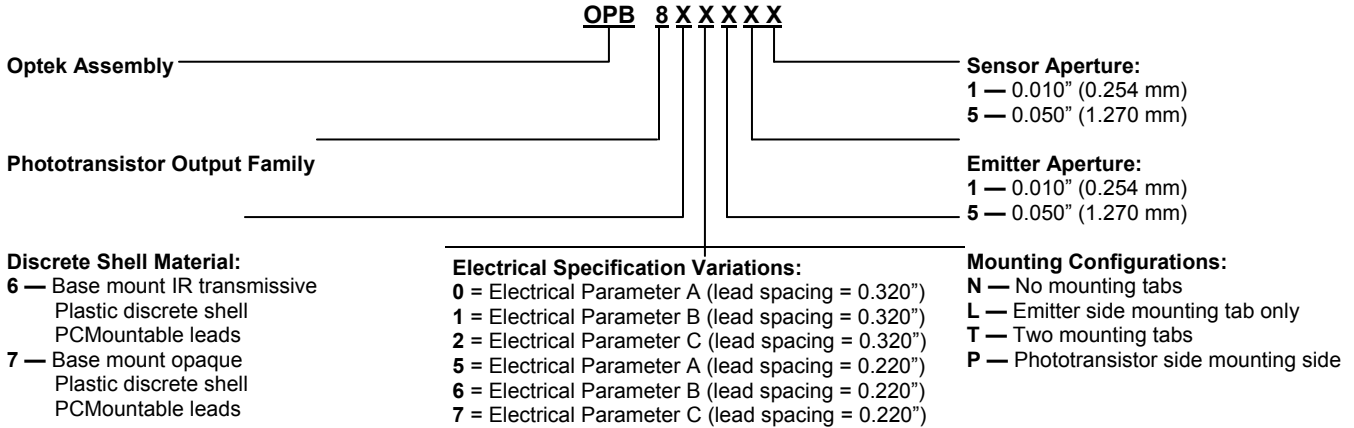 OPB 8 X X X X X
Optek Assembly
Sensor Aperture:
1 — 0.010” (0.254 mm)
5 — 0.050” (1.270 mm)
Phototransistor Output Family
Emitter Aperture:
1 — 0.010” (0.254 mm)
5 — 0.050” (1.270 mm)
Discrete Shell Material:
6 — Base mount IR transmissive
Plastic discrete shell
PCMountable leads
7 — Base mount opaque
Plastic discrete shell
PCMountable leads
Electrical Specification Variations:
0 = Electrical Parameter A (lead spacing = 0.320”)
1 = Electrical Parameter B (lead spacing = 0.320”)
2 = Electrical Parameter C (lead spacing = 0.320”)
5 = Electrical Parameter A (lead spacing = 0.220”)
6 = Electrical Parameter B (lead spacing = 0.220”)
7 = Electrical Parameter C (lead spacing = 0.220”)
Mounting Configurations:
N — No mounting tabs
L — Emitter side mounting tab only
T — Two mounting tabs
P — Phototransistor side mounting side